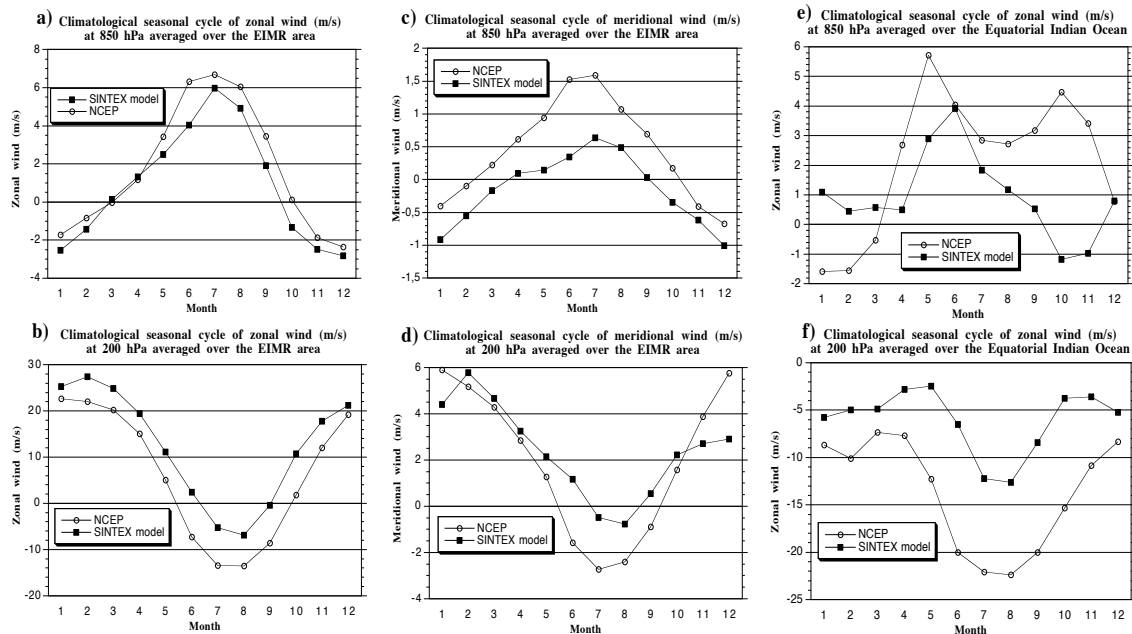 a) Climatological seasonal cycle of zonal wind (m/s)
at 850 hPa averaged over the EIMR area
8
6
4
2
0
-2
-4
Zonal wind (m/s)
SINTEX model
NCEP
1 2 3 4 5 6 7 8 9 10 11 12
Month
b) Climatological seasonal cycle of zonal wind (m/s)
at 200 hPa averaged over the EIMR area
30
20
10
0
-10
-20
Zonal wind (m/s)
NCEP
SINTEX model
1 2 3 4 5 6 7 8 9 10 11 12
Month
c) Climatological seasonal cycle of meridional wind (m/s)
at 850 hPa averaged over the EIMR area
2
1,5
1
0,5
0
-0,5
-1
-1,5
Meridional wind (m/s)
NCEP
SINTEX model
1 2 3 4 5 6 7 8 9 10 11 12
Month
d) Climatological seasonal cycle of meridional wind (m/s)
at 200 hPa averaged over the EIMR area
6
4
2
0
-2
-4
Meridional wind (m/s)
NCEP
SINTEX model
1 2 3 4 5 6 7 8 9 10 11 12
Month
e) Climatological seasonal cycle of zonal wind (m/s)
at 850 hPa averaged over the Equatorial Indian Ocean
6
5
4
3
2
1
0
-1
-2
Zonal wind (m/s)
NCEP
SINTEX model
1 2 3 4 5 6 7 8 9 10 11 12
Month
f) Climatological seasonal cycle of zonal wind (m/s)
at 200 hPa averaged over the Equatorial Indian Ocean
0
-5
-10
-15
-20
-25
Zonal wind (m/s)
NCEP
SINTEX model
1 2 3 4 5 6 7 8 9 10 11 12
Month